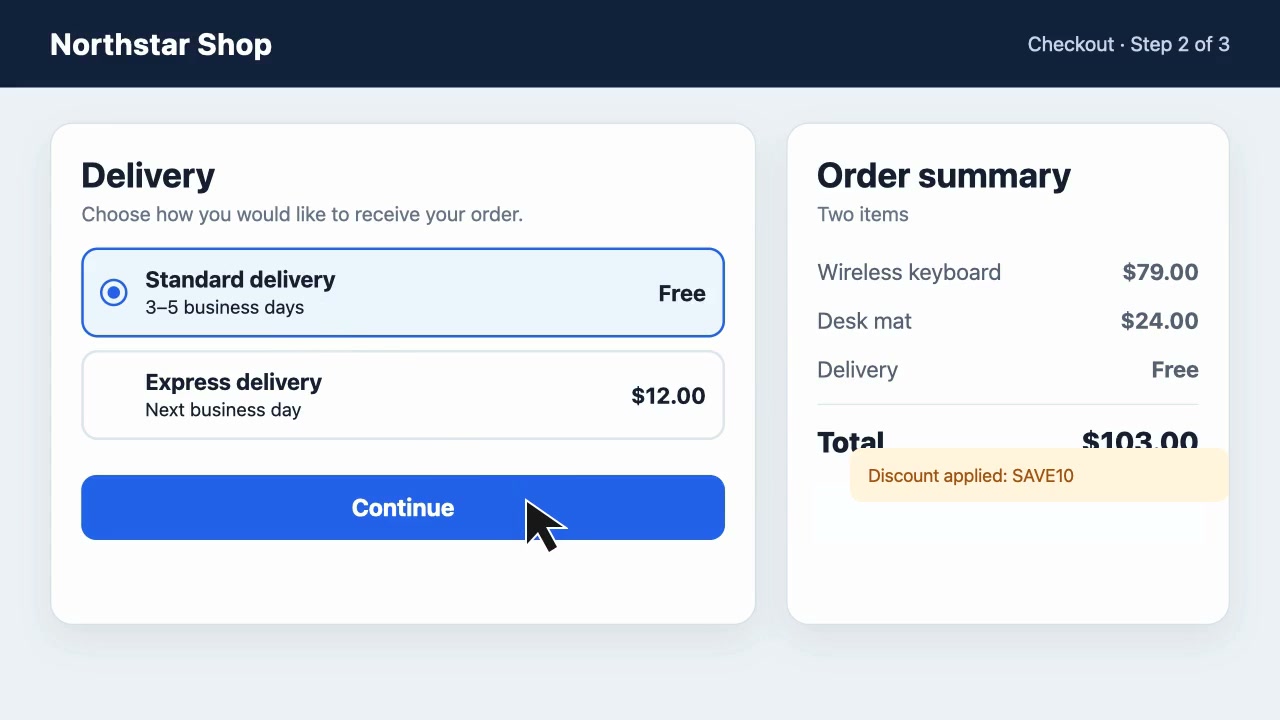 Northstar Shop
Checkout · Step 2 of 3
Delivery
Choose how you would like to receive your order.
Standard delivery
3–5 business days
Free
Express delivery
Next business day
$12.00
Continue
Order summary
Two items
Wireless keyboard $79.00
Desk mat $24.00
Delivery Free
Total $103.00
Discount applied: SAVE10